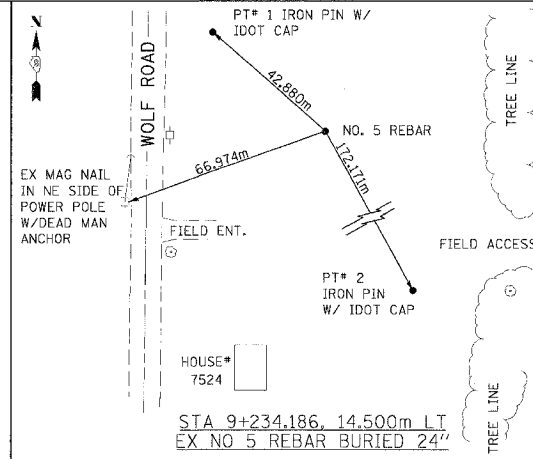 PT# 1 IRON PIN W/
IDOT CAP
N
WOLF ROAD
42.880m
TREE LINE
NO. 5 REBAR
66.974m
172.171m
EX MAG NAIL
IN NE SIDE OF
POWER POLE
W/DEAD MAN
ANCHOR
FIELD ENT.
FIELD ACCESS
PT# 2
IRON PIN
W/ IDOT CAP
HOUSE#
7524
TREE LINE
STA 9+234.186, 14.500m LT
EX NO 5 REBAR BURIED 24"